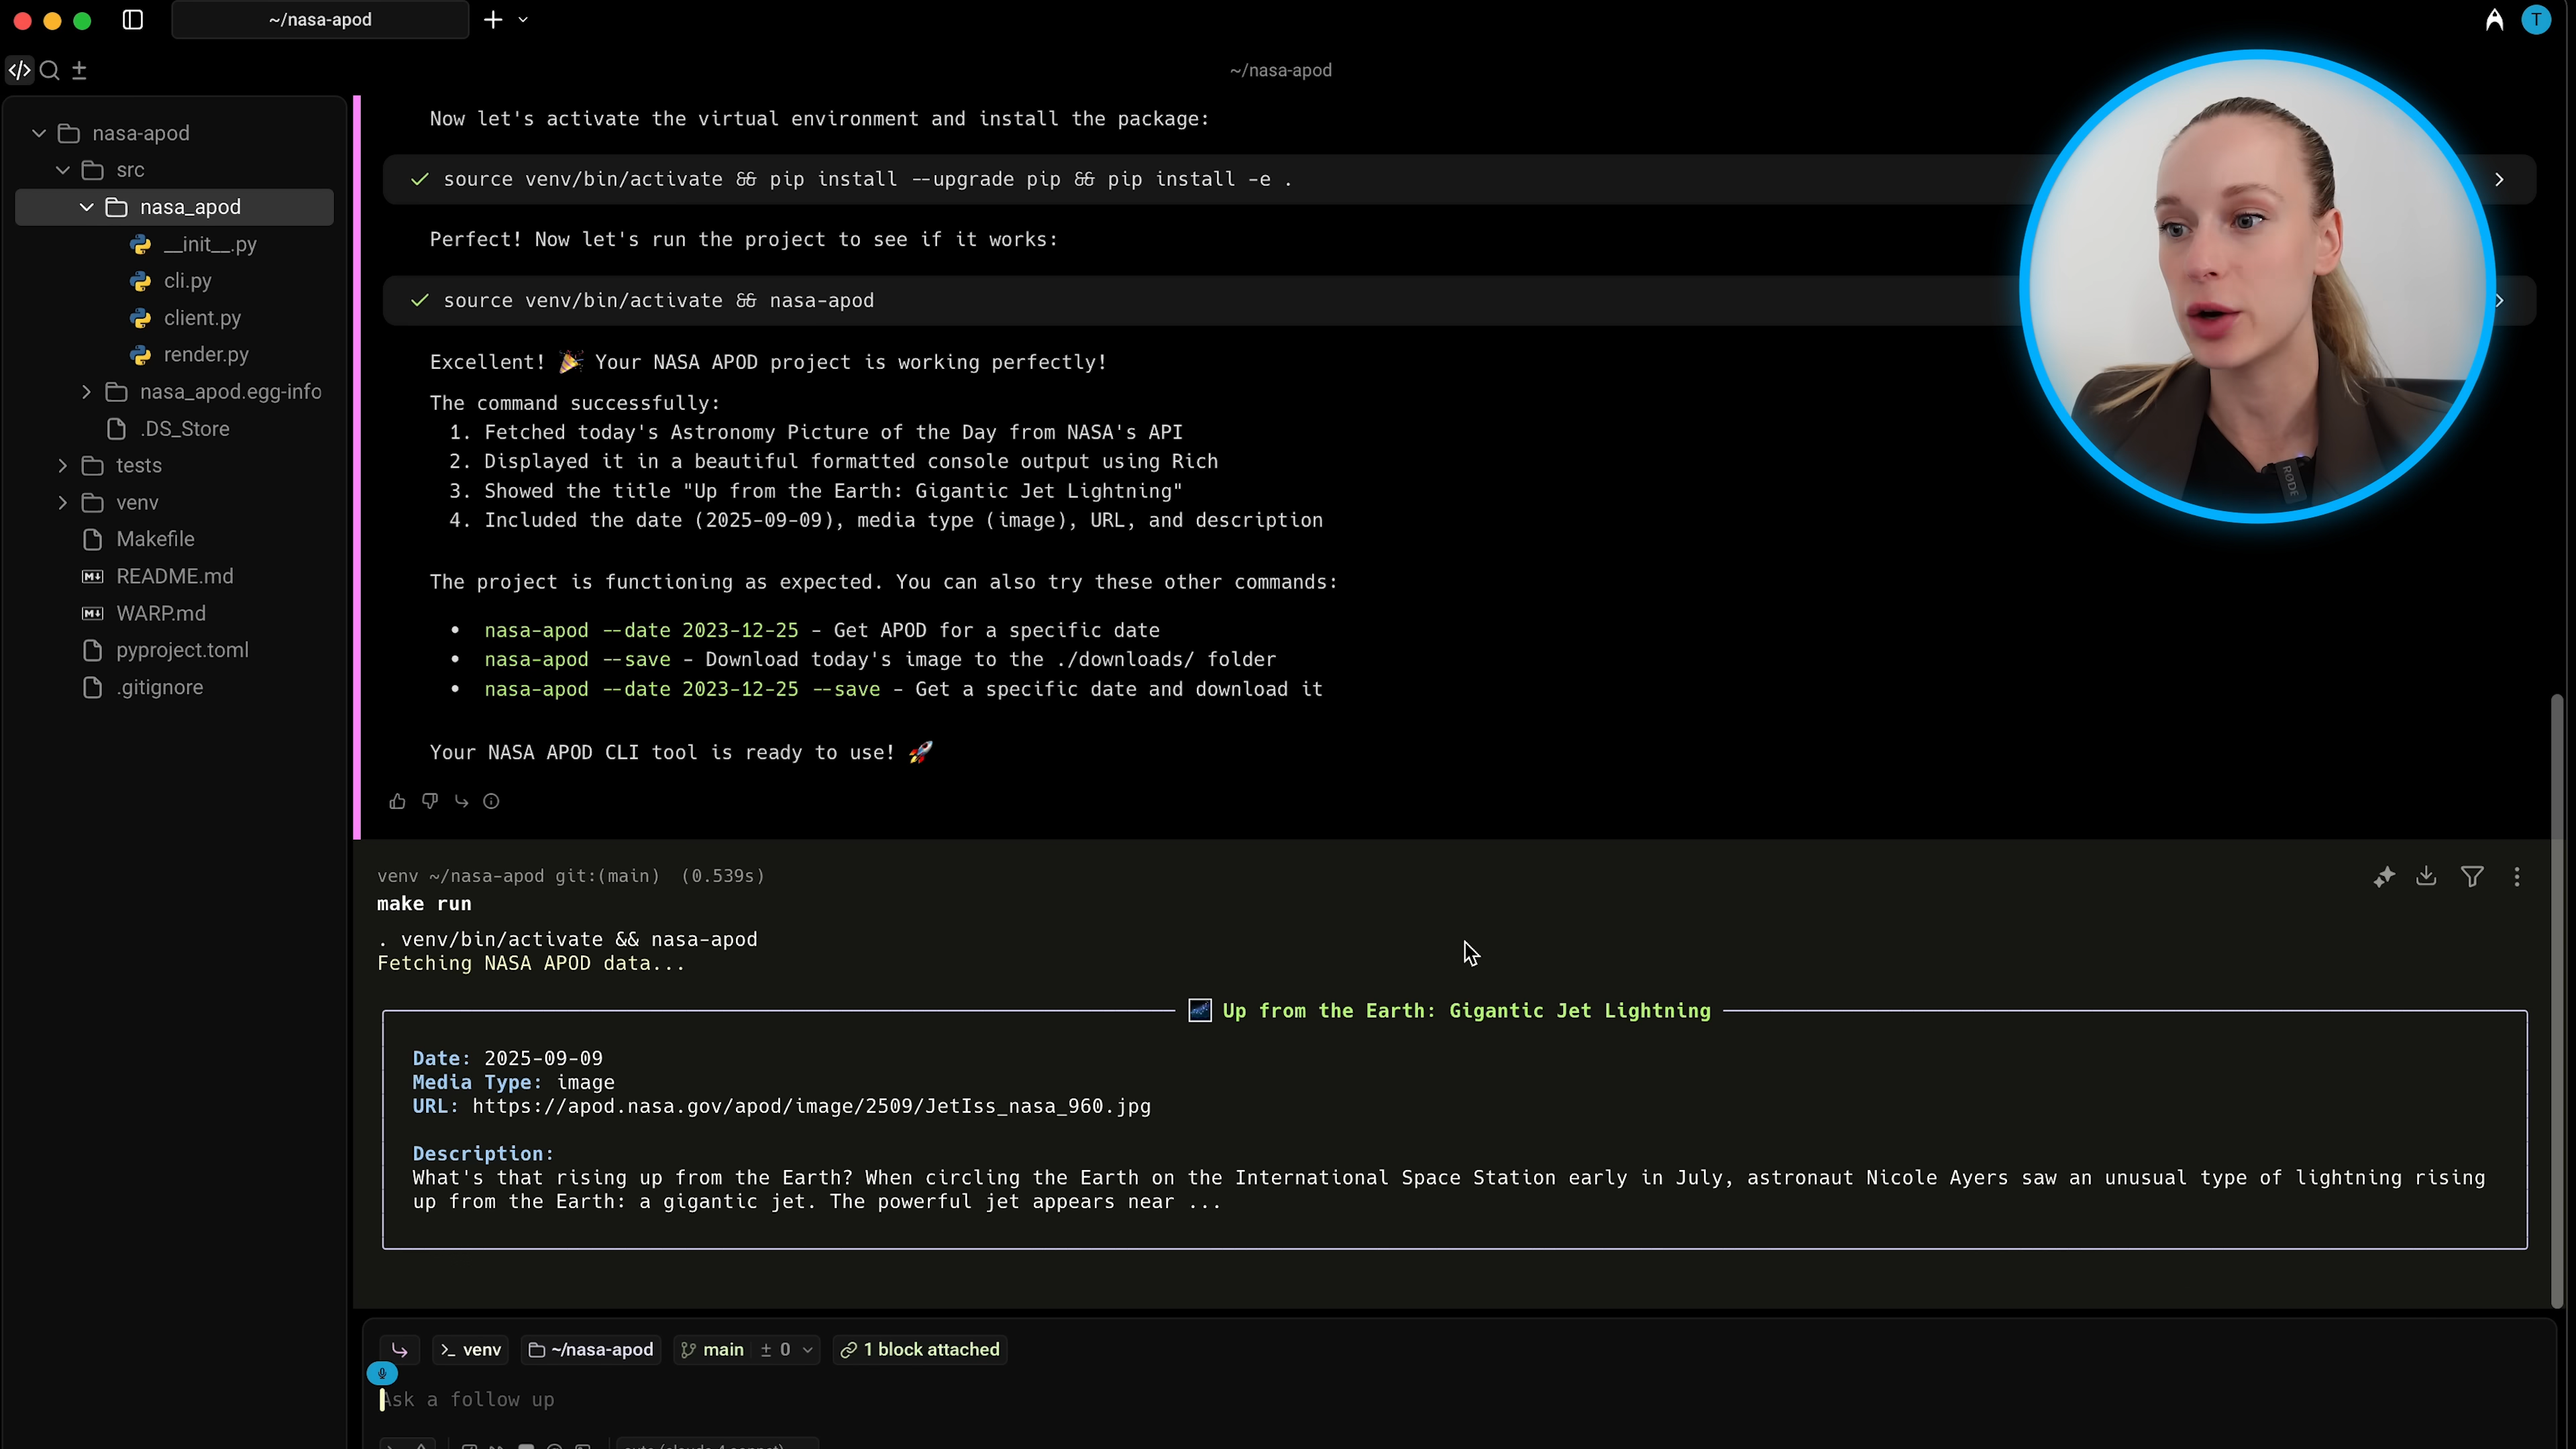 ~/nasa-apod
T
~/nasa-apod
nasa-apod
src
nasa_apod
__init__.py
cli.py
client.py
render.py
nasa_apod.egg-info
.DS_Store
tests
venv
Makefile
README.md
WARP.md
pyproject.toml
.gitignore
Now let's activate the virtual environment and install the package:
source venv/bin/activate && pip install --upgrade pip && pip install -e .
Perfect! Now let's run the project to see if it works:
source venv/bin/activate && nasa-apod
Excellent! 🎉 Your NASA APOD project is working perfectly!
The command successfully:
1. Fetched today's Astronomy Picture of the Day from NASA's API
2. Displayed it in a beautiful formatted console output using Rich
3. Showed the title "Up from the Earth: Gigantic Jet Lightning"
4. Included the date (2025-09-09), media type (image), URL, and description
The project is functioning as expected. You can also try these other commands:
• nasa-apod --date 2023-12-25 - Get APOD for a specific date
• nasa-apod --save - Download today's image to the ./downloads/ folder
• nasa-apod --date 2023-12-25 --save - Get a specific date and download it
Your NASA APOD CLI tool is ready to use! 🚀
RØDE
venv ~/nasa-apod git:(main) (0.539s)
make run
. venv/bin/activate && nasa-apod
Fetching NASA APOD data...
🌌 Up from the Earth: Gigantic Jet Lightning
Date: 2025-09-09
Media Type: image
URL: https://apod.nasa.gov/apod/image/2509/JetIss_nasa_960.jpg
Description:
What's that rising up from the Earth? When circling the Earth on the International Space Station early in July, astronaut Nicole Ayers saw an unusual type of lightning rising
up from the Earth: a gigantic jet. The powerful jet appears near ...
venv ~/nasa-apod main ± 0 1 block attached
Ask a follow up